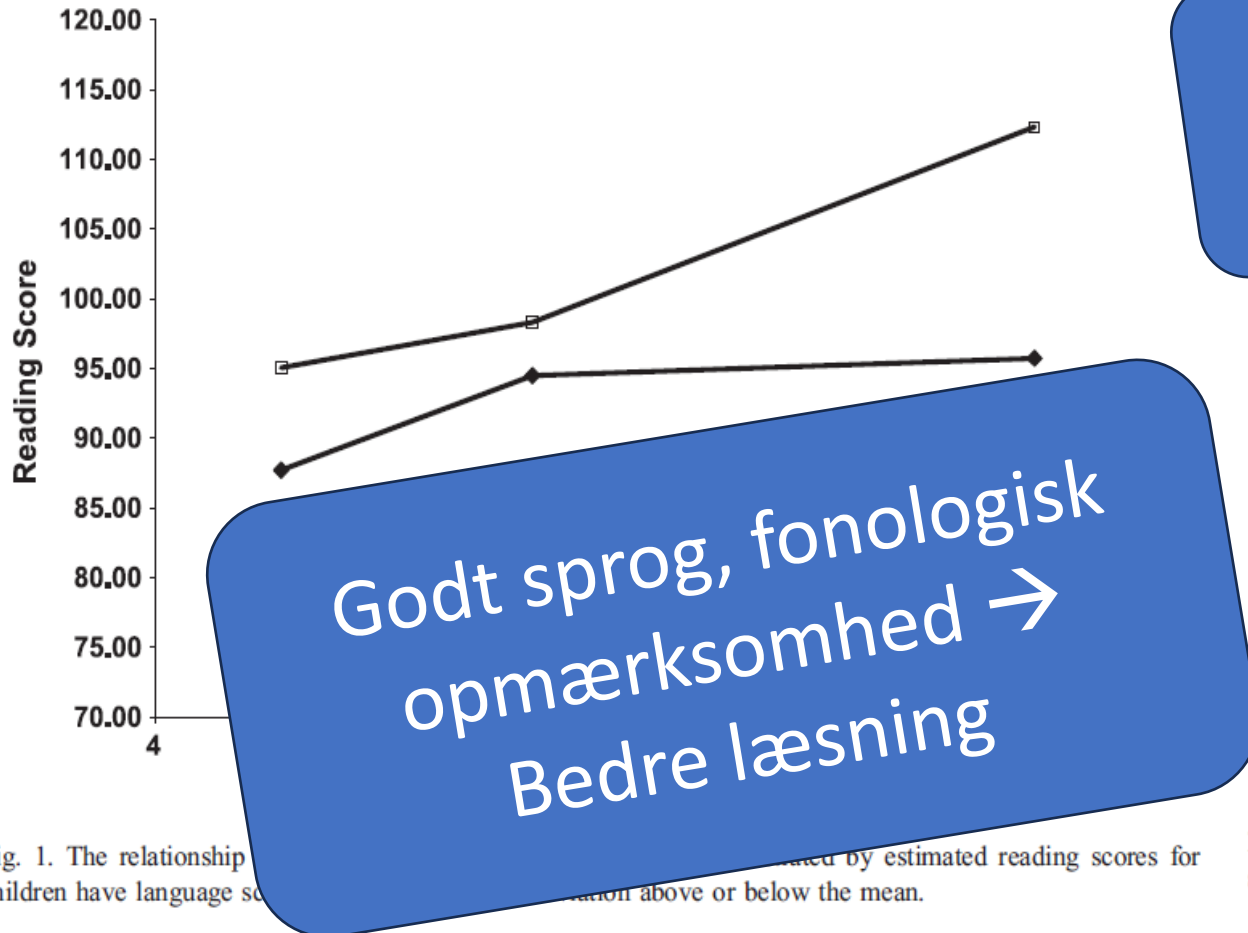 120.00
115.00
110.00
105.00
100.00
95.00
90.00
85.00
80.00
75.00
70.00
Reading Score
4
Godt sprog, fonologisk
opmærksomhed →
Bedre læsning
ig. 1. The relationship by estimated reading scores for
hildren have language above or below the mean.